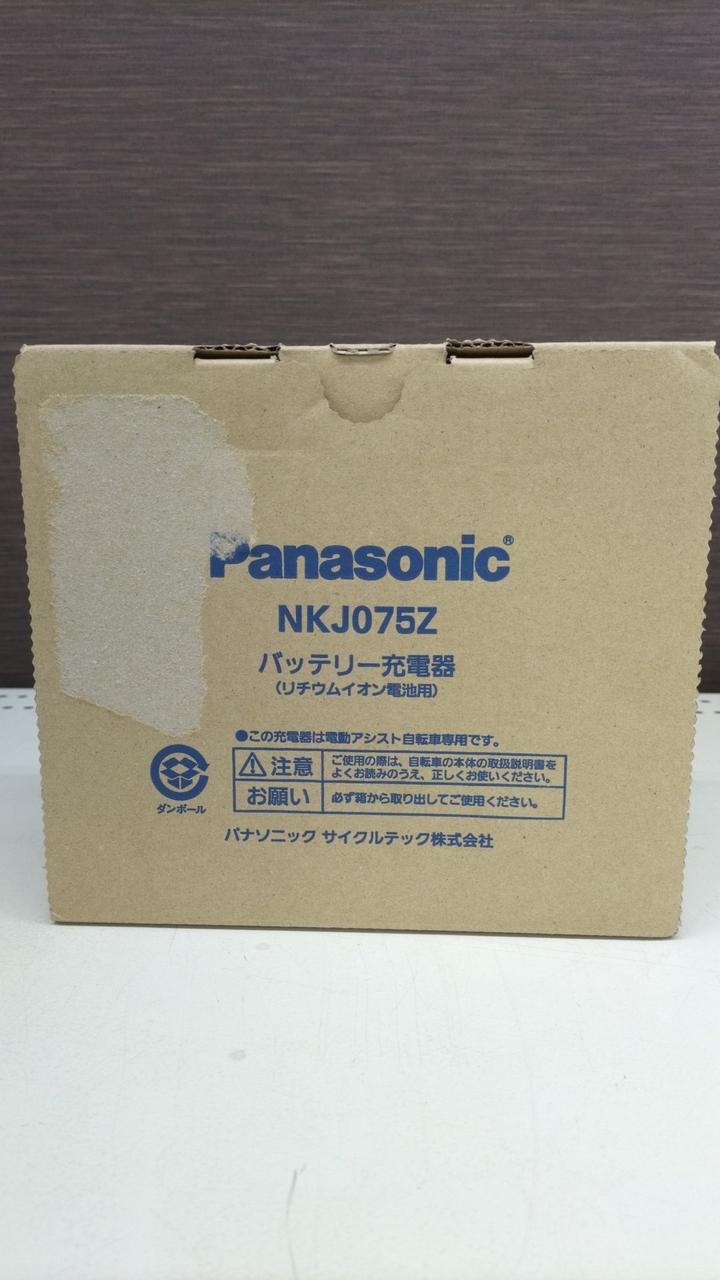 Panasonic®
NKJ075Z
バッテリー充電器
(リチウムイオン電池用)
●この充電器は電動アシスト自転車専用です。
注意
ご使用の際は、自転車の本体の取扱説明書を
よくお読みのうえ、正しくお使いください。
お願い
必ず箱から取り出してご使用ください。
ダンボール
パナソニック サイクルテック株式会社